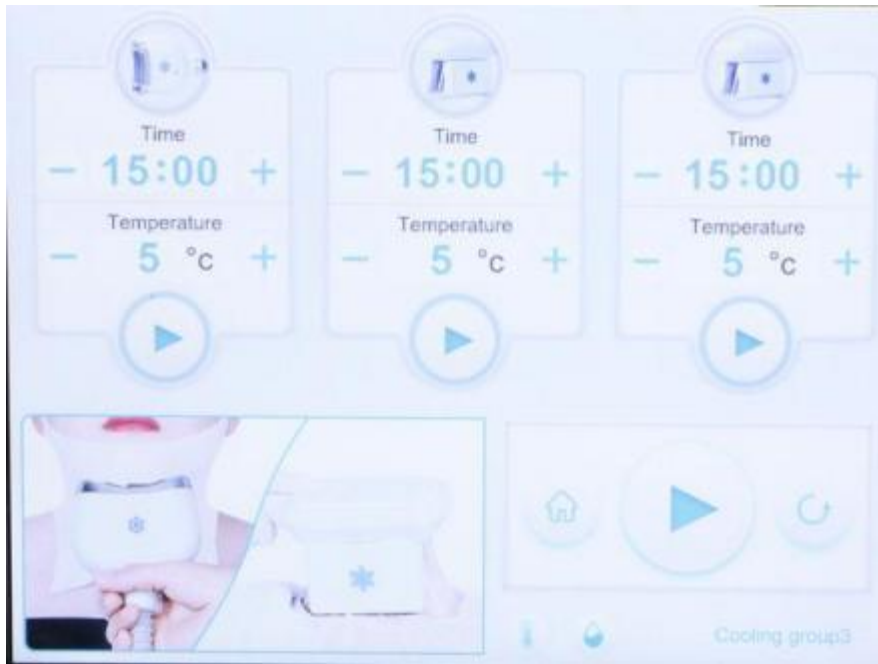 Time
− 15:00 +
Temperature
− 5 °c +
Time
− 15:00 +
Temperature
− 5 °c +
Time
− 15:00 +
Temperature
− 5 °c +
Cooling group3